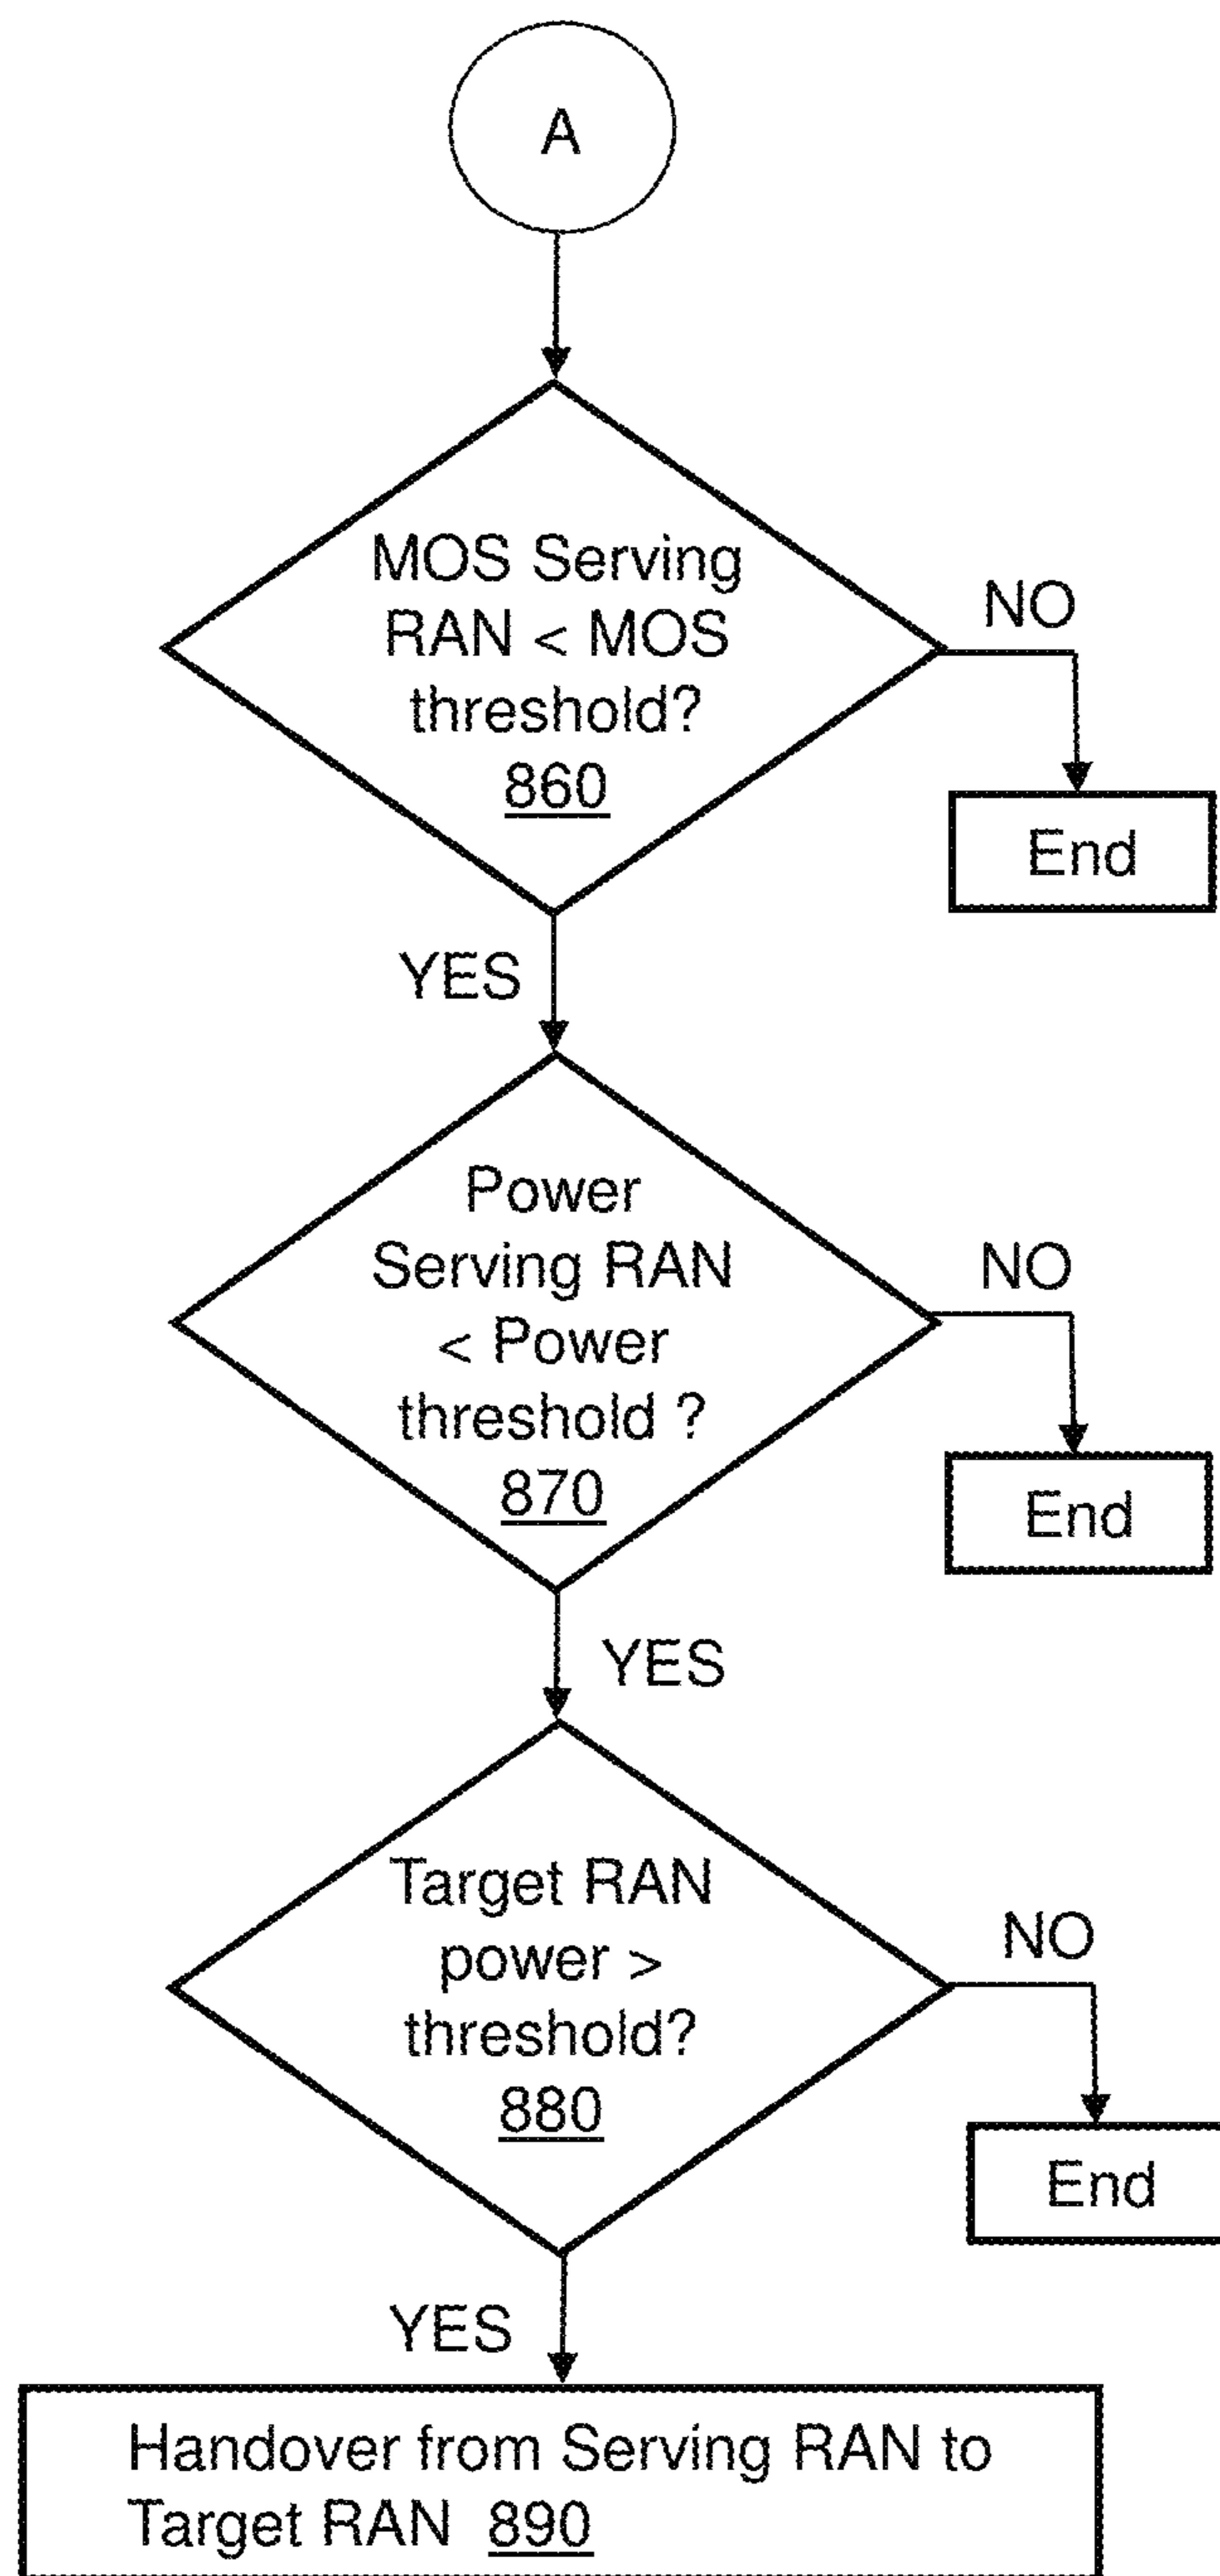 A
MOS Serving
RAN < MOS
threshold?
860
NO
End
YES
Power
Serving RAN
< Power
threshold ?
870
NO
End
YES
Target RAN
power >
threshold?
880
NO
End
YES
Handover from Serving RAN to
Target RAN 890